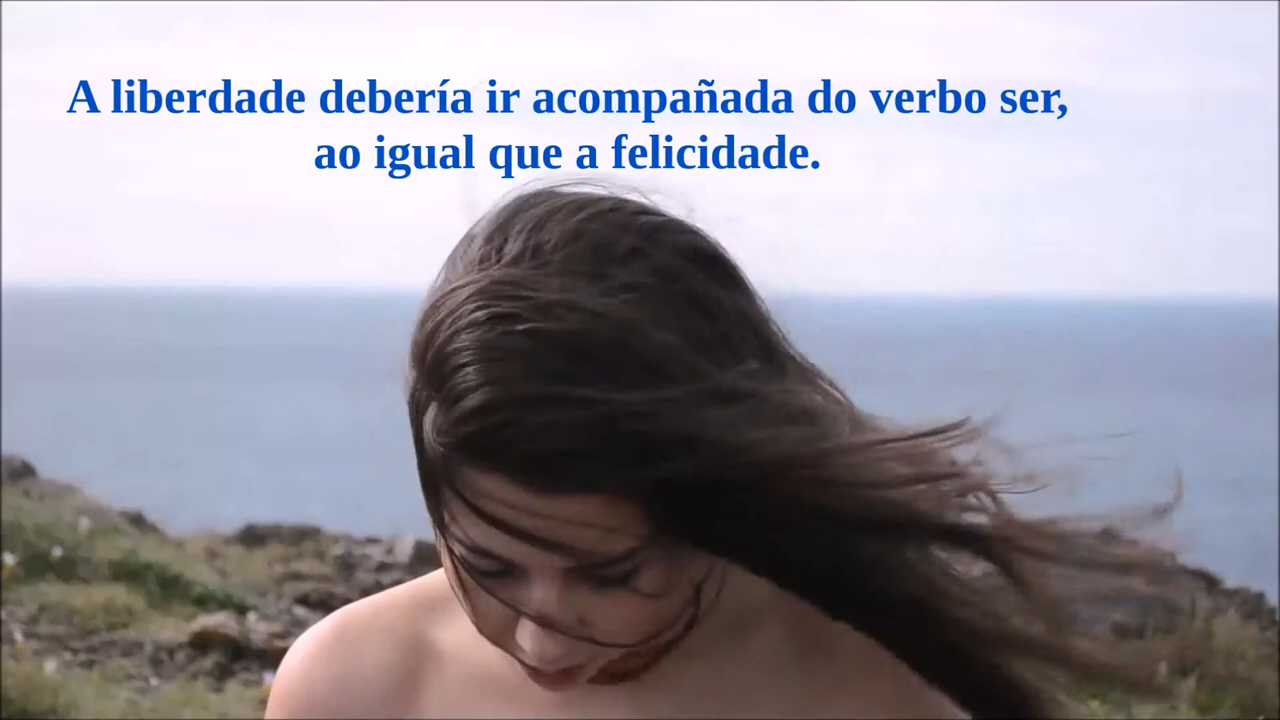 A liberdade debería ir acompañada do verbo ser,
ao igual que a felicidade.